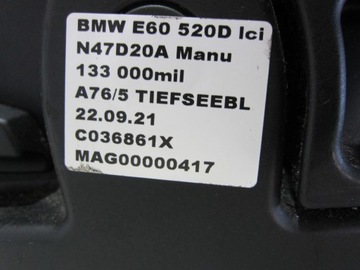 BMW E60 520D lci
N47D20A Manu
133 000mil
A76/5 TIEFSEEBL
22.09.21
C036861X
MAG00000417